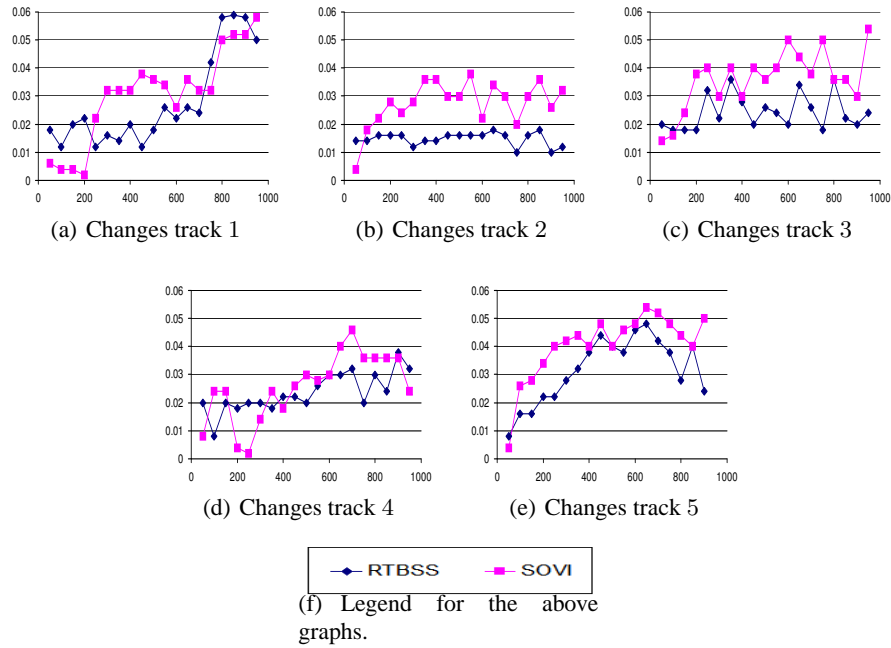 0.06 0.05 0.04 0.03 0.02 0.01 0
0 200 400 600 800 1000
(a) Changes track 1
0.06 0.05 0.04 0.03 0.02 0.01 0
0 200 400 600 800 1000
(b) Changes track 2
0.06 0.05 0.04 0.03 0.02 0.01 0
0 200 400 600 800 1000
(c) Changes track 3
0.06 0.05 0.04 0.03 0.02 0.01 0
0 200 400 600 800 1000
(d) Changes track 4
0.06 0.05 0.04 0.03 0.02 0.01 0
0 200 400 600 800 1000
(e) Changes track 5
RTBSS SOVI
(f) Legend for the above
graphs.